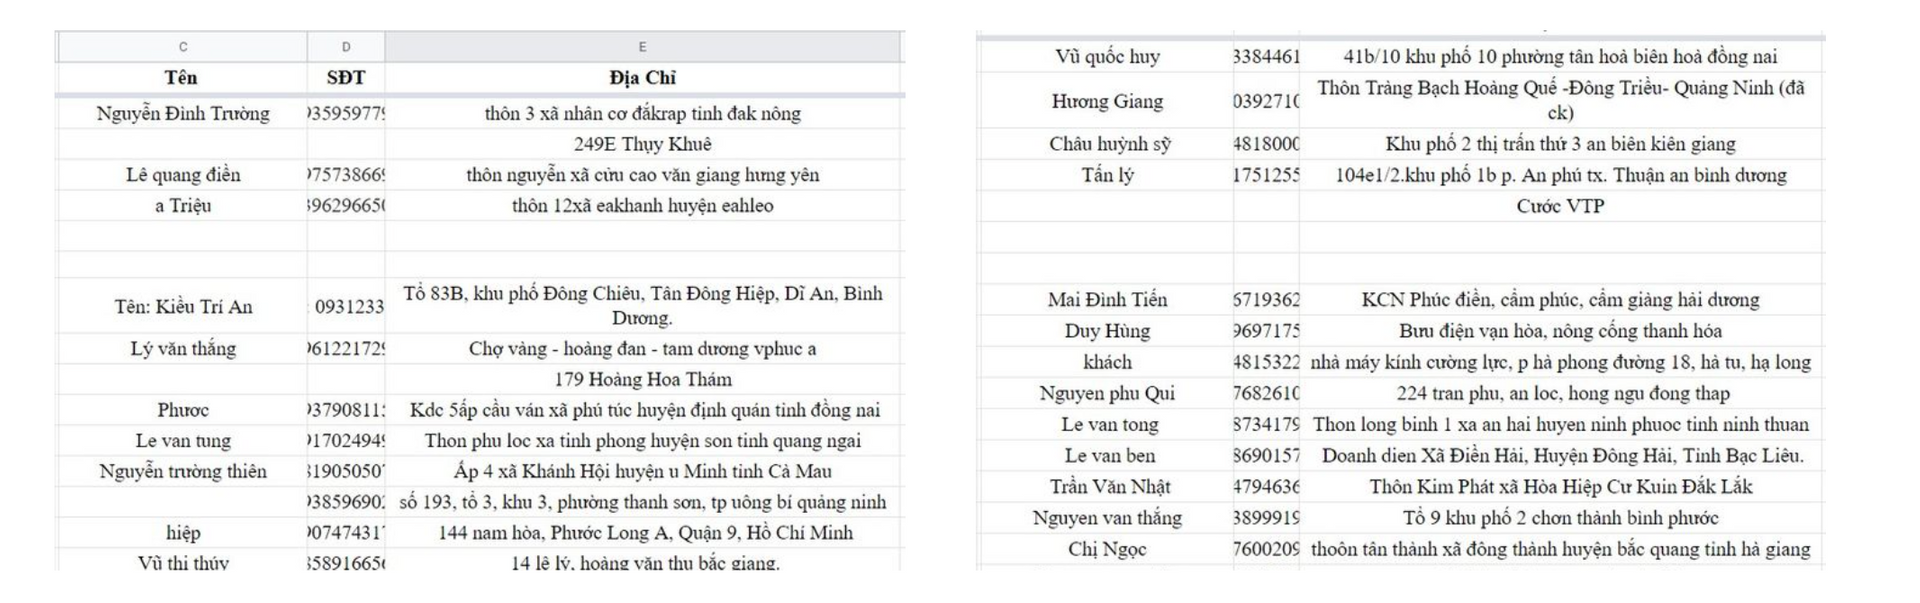 C D E
Tên SĐT Địa Chỉ
Nguyễn Đình Trường 935959779 thôn 3 xã nhân cơ đắkrap tỉnh đak nông
249E Thụy Khuê
Lê quang điền 975738669 thôn nguyễn xã cửu cao văn giang hưng yên
a Triệu 396296650 thôn 12xã eakhanh huyện eahleo
Tên: Kiều Trí An : 0931233 Tổ 83B, khu phố Đông Chiêu, Tân Đông Hiệp, Dĩ An, Bình
Dương.
Lý văn thắng 961221729 Chợ vàng - hoàng đan - tam dương vphuc a
179 Hoàng Hoa Thám
Phươc 93790811 Kdc 5ấp cầu ván xã phú túc huyện định quán tỉnh đồng nai
Le van tung 917024949 Thon phu loc xa tinh phong huyện son tinh quang ngai
Nguyễn trường thiên 81905050 Ấp 4 xã Khánh Hội huyện u Minh tỉnh Cà Mau
93859690 số 193, tổ 3, khu 3, phường thanh sơn, tp uông bí quảng ninh
hiệp 90747431 144 nam hòa, Phước Long A, Quận 9, Hồ Chí Minh
Vũ thị thúy 35891665 14 lê lý, hoàng văn thụ bắc giang.
Vũ quốc huy 3384461 41b/10 khu phố 10 phường tân hoà biên hoà đồng nai
Hương Giang 0392710 Thôn Tràng Bạch Hoàng Quế -Đông Triều- Quảng Ninh (đã
ck)
Châu huỳnh sỹ 4818000 Khu phố 2 thị trấn thứ 3 an biên kiên giang
Tấn lý 1751255 104e1/2.khu phố 1b p. An phú tx. Thuận an bình dương
Cước VTP
Mai Đình Tiến 6719362 KCN Phúc điền, cẩm phúc, cẩm giàng hải dương
Duy Hùng 9697175 Bưu điện vạn hòa, nông cống thanh hóa
khách 4815322 nhà máy kính cường lực, p hà phong đường 18, hà tu, hạ long
Nguyen phu Qui 7682610 224 tran phu, an loc, hong ngu đong thap
Le van tong 8734179 Thon long binh 1 xa an hai huyen ninh phuoc tinh ninh thuan
Le van ben 8690157 Doanh dien Xã Điền Hải, Huyện Đông Hải, Tỉnh Bạc Liêu.
Trần Văn Nhật 4794636 Thôn Kim Phát xã Hòa Hiệp Cư Kuin Đắk Lắk
Nguyen van thắng 3899919 Tổ 9 khu phố 2 chơn thành bình phước
Chị Ngọc 7600209 thoôn tân thành xã đông thành huyện bắc quang tỉnh hà giang